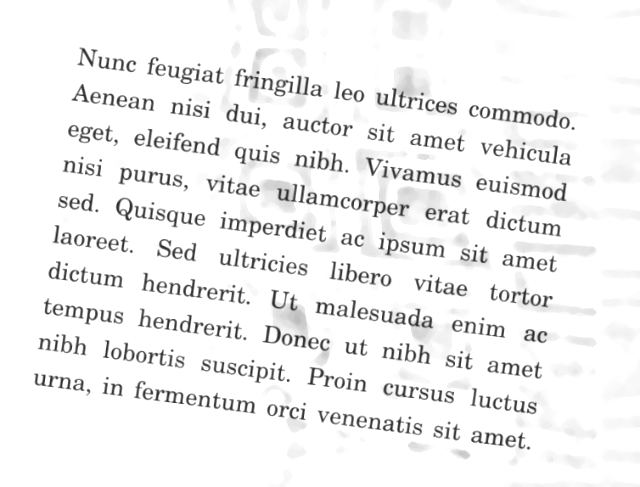 Nunc feugiat fringilla leo ultrices commodo.
Aenean nisi dui, auctor sit amet vehicula
eget, eleifend quis nibh. Vivamus euismod
nisi purus, vitae ullamcorper erat dictum
sed. Quisque imperdiet ac ipsum sit amet
laoreet. Sed ultricies libero vitae tortor
dictum hendrerit. Ut malesuada enim ac
tempus hendrerit. Donec ut nibh sit amet
nibh lobortis suscipit. Proin cursus luctus
urna, in fermentum orci venenatis sit amet.